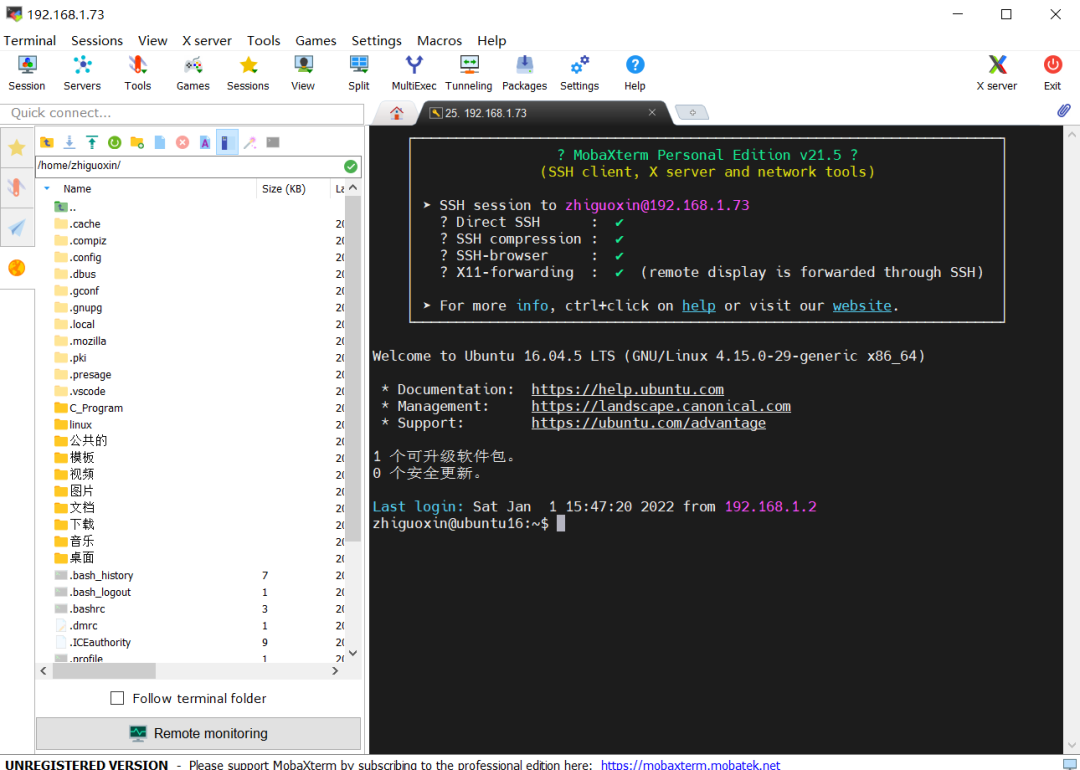 192.168.1.73
Terminal Sessions View X server Tools Games Settings Macros Help
Session Servers Tools Games Sessions View Split MultiExec Tunneling Packages Settings Help X server Exit
Quick connect...
25. 192.168.1.73
/home/zhiguoxin/
Name Size (KB)
..
.cache 20
.compiz 20
.config 20
.dbus 20
.gconf 20
.gnupg 20
.local 20
.mozilla 20
.pki 20
.presage 20
.vscode 20
C_Program 20
linux 20
公共的 20
模板 20
视频 20
图片 20
文档 20
下载 20
音乐 20
桌面 20
.bash_history 7 20
.bash_logout 1 20
.bashrc 3 20
.dmrc 1 20
.ICEauthority 9 20
.profile 1 20
Follow terminal folder
Remote monitoring
? MobaXterm Personal Edition v21.5 ?
(SSH client, X server and network tools)
➤ SSH session to zhiguoxin@192.168.1.73
? Direct SSH : ✔
? SSH compression : ✔
? SSH-browser : ✔
? X11-forwarding : ✔ (remote display is forwarded through SSH)
➤ For more info, ctrl+click on help or visit our website.
Welcome to Ubuntu 16.04.5 LTS (GNU/Linux 4.15.0-29-generic x86_64)
* Documentation: https://help.ubuntu.com
* Management: https://landscape.canonical.com
* Support: https://ubuntu.com/advantage
1 个可升级软件包。
0 个安全更新。
Last login: Sat Jan 1 15:47:20 2022 from 192.168.1.2
zhiguoxin@ubuntu16:~$
UNREGISTERED VERSION - Please support MobaXterm by subscribing to the professional edition here: https://mobaxterm.mobatek.net